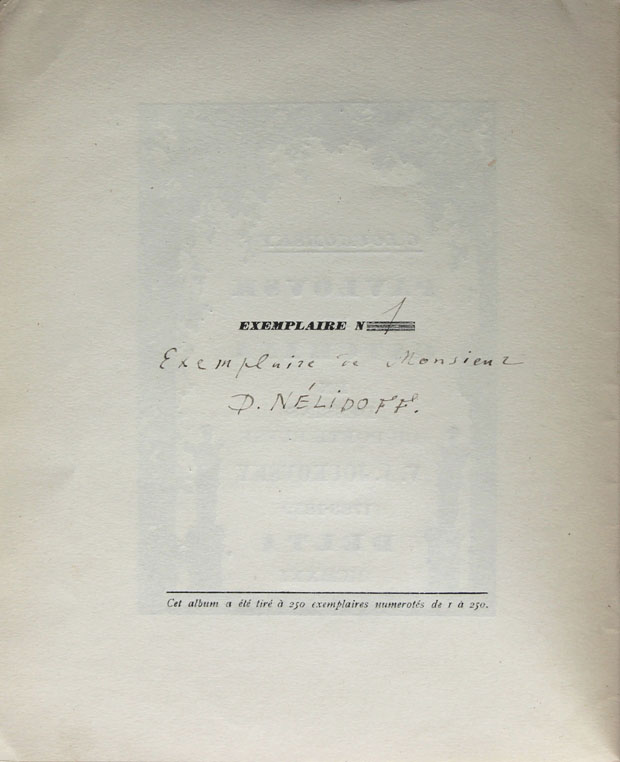 EXEMPLAIRE N 1
Exemplaire de Monsieur
D. NÉLIDOFF.
Cet album a été tiré à 250 exemplaires numerotés de 1 à 250.